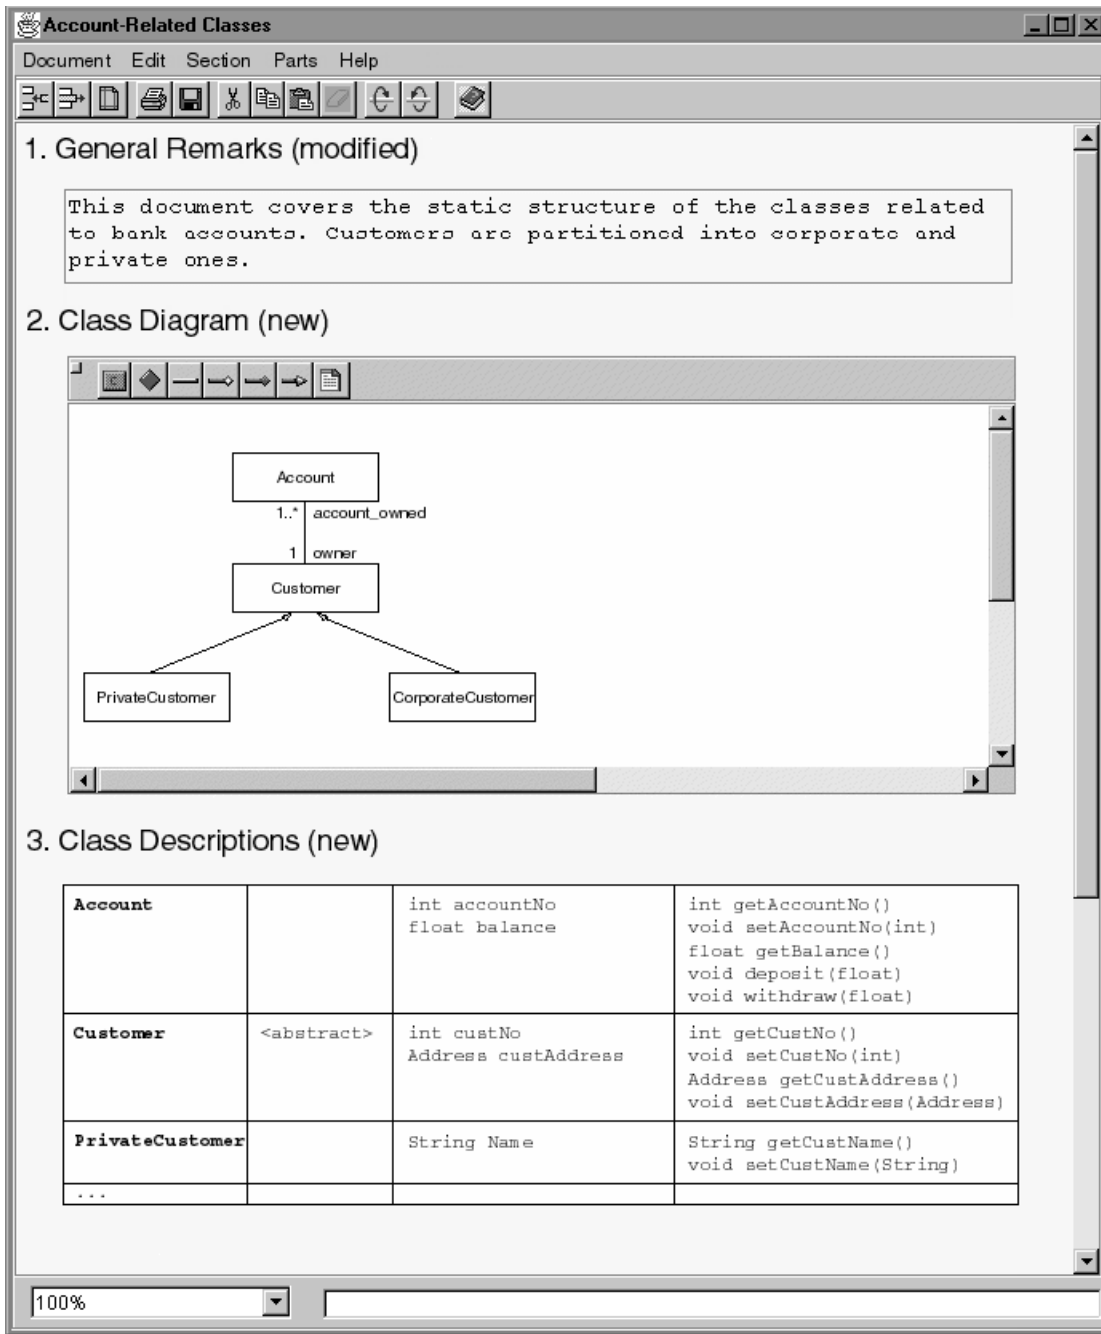 Account-Related Classes
Document Edit Section Parts Help
1. General Remarks (modified)
This document covers the static structure of the classes related
to bank accounts. Customers are partitioned into corporate and
private ones.
2. Class Diagram (new)
C
Account
1..* account_owned
1 owner
Customer
PrivateCustomer CorporateCustomer
3. Class Descriptions (new)
Account int accountNo int getAccountNo()
float balance void setAccountNo(int)
float getBalance()
void deposit(float)
void withdraw(float)
Customer <abstract> int custNo int getCustNo()
Address custAddress void setCustNo(int)
Address getCustAddress()
void setCustAddress(Address)
PrivateCustomer String Name String getCustName()
void setCustName(String)
...
100%